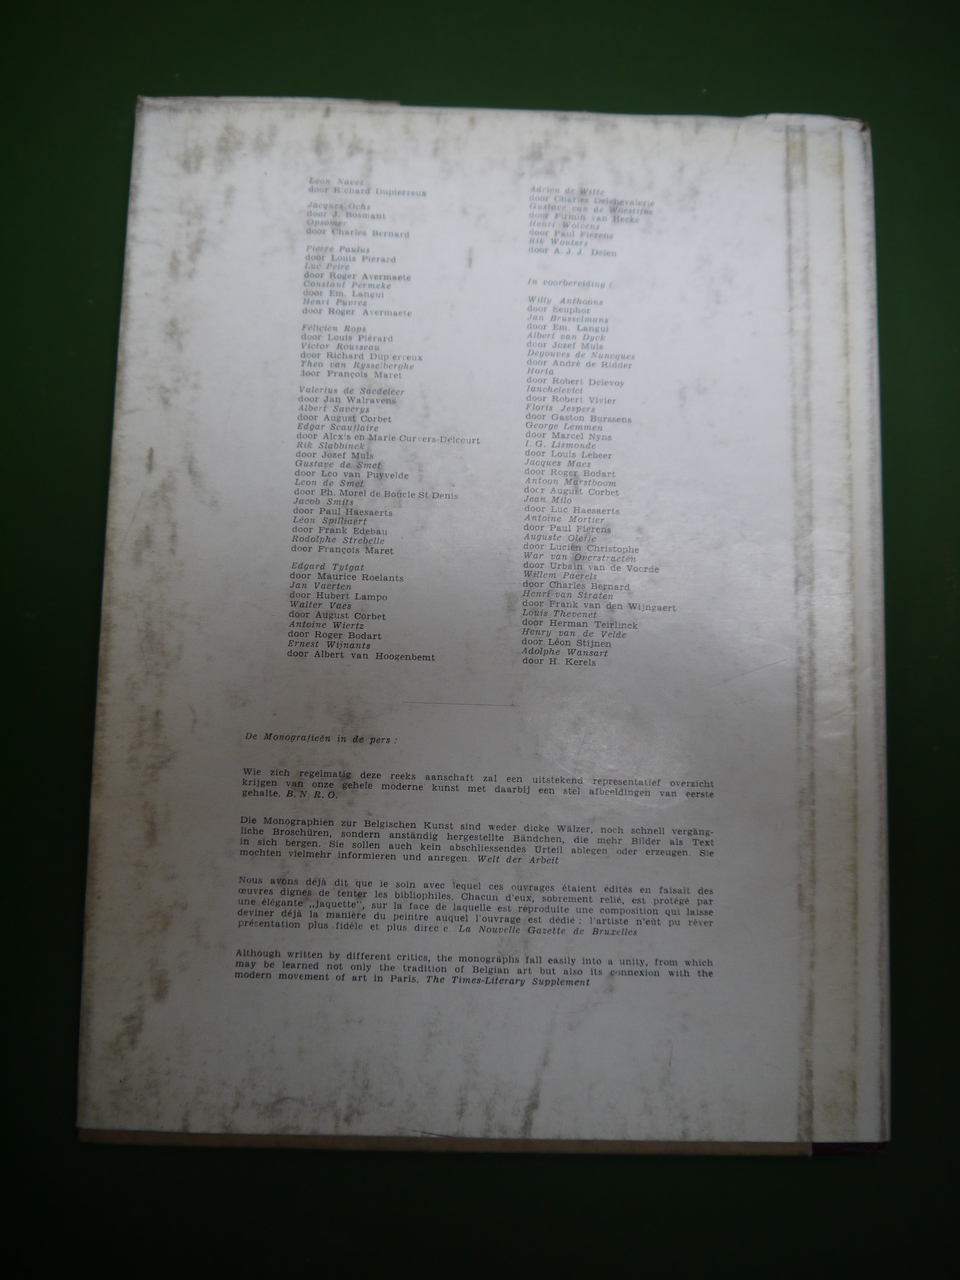 Léon Navez
door Richard Dupierreux
Jacques Ochs
door J. Bosmant
Opsomer
door Charles Bernard
Pierre Paulus
door Louis Piérard
Luc Peire
door Roger Avermaete
Constant Permeke
door Em. Langui
Henri Puvrez
door Roger Avermaete
Félicien Rops
door Louis Piérard
Victor Rousseau
door Richard Dup'erreux
Théo van Rysselberghe
door François Maret
Valerius de Saedeleer
door Jan Walravens
Albert Saverys
door August Corbet
Edgar Scauflaire
door Alex's en Marie Curvers-Delcourt
Rik Slabbinck
door Jozef Muls
Gustave de Smet
door Leo van Puyvelde
Leon de Smet
door Ph. Morel de Boucle St Denis
Jacob Smits
door Paul Haesaerts
Léon Spilliaert
door Frank Edebau
Rodolphe Strebelle
door François Maret
Edgard Tytgat
door Maurice Roelants
Jan Vaerten
door Hubert Lampo
Walter Vaes
door August Corbet
Antoine Wiertz
door Roger Bodart
Ernest Wijnants
door Albert van Hoogenbemt
Adrien de Witte
door Charles Delchevalerie
Gustave van de Woestijne
door Firmin van Hecke
Henri Wolvens
door Paul Fierens
Rik Wouters
door A. J. J. Delen
In voorbereiding :
Willy Anthoons
door Seuphor
Jan Brusselmans
door Em. Langui
Albert van Dyck
door Jozef Muls
Degouves de Nuncques
door André de Ridder
Horta
door Robert Delevoy
Ianchelevici
door Robert Vivier
Floris Jespers
door Gaston Burssens
George Lemmen
door Marcel Nyns
J. G. Lismonde
door Louis Lebeer
Jacques Maes
door Roger Bodart
Antoon Marstboom
door August Corbet
Jean Milo
door Luc Haesaerts
Antoine Mortier
door Paul Fierens
Auguste Oleffe
door Lucien Christophe
War van Overstraeten
door Urbain van de Voorde
Willem Paerels
door Charles Bernard
Henri van Straten
door Frank van den Wijngaert
Louis Thevenet
door Herman Teirlinck
Henry van de Velde
door Léon Stijnen
Adolphe Wansart
door H. Kerels
De Monografieën in de pers :
Wie zich regelmatig deze reeks aanschaft zal een uitstekend representatief overzicht
krijgen van onze gehele moderne kunst met daarbij een stel afbeeldingen van eerste
gehalte. B. N. R. O.
Die Monographien zur Belgischen Kunst sind weder dicke Wälzer, noch schnell vergäng-
liche Broschüren, sondern anständig hergestellte Bändchen, die mehr Bilder als Text
in sich bergen. Sie sollen auch kein abschliessendes Urteil ablegen oder erzeugen. Sie
mochten vielmehr informieren und anregen. Welt der Arbeit
Nous avons déjà dit que le soin avec lequel ces ouvrages étaient édités en faisait des
œuvres dignes de tenter les bibliophiles. Chacun d'eux, sobrement relié, est protégé par
une élégante „jaquette", sur la face de laquelle est reproduite une composition qui laisse
deviner déjà la manière du peintre auquel l'ouvrage est dédié : l'artiste n'eût pu rêver
présentation plus fidèle et plus directe La Nouvelle Gazette de Bruxelles
Although written by different critics, the monographs fall easily into a unity, from which
may be learned not only the tradition of Belgian art but also its connexion with the
modern movement of art in Paris. The Times-Literary Supplement